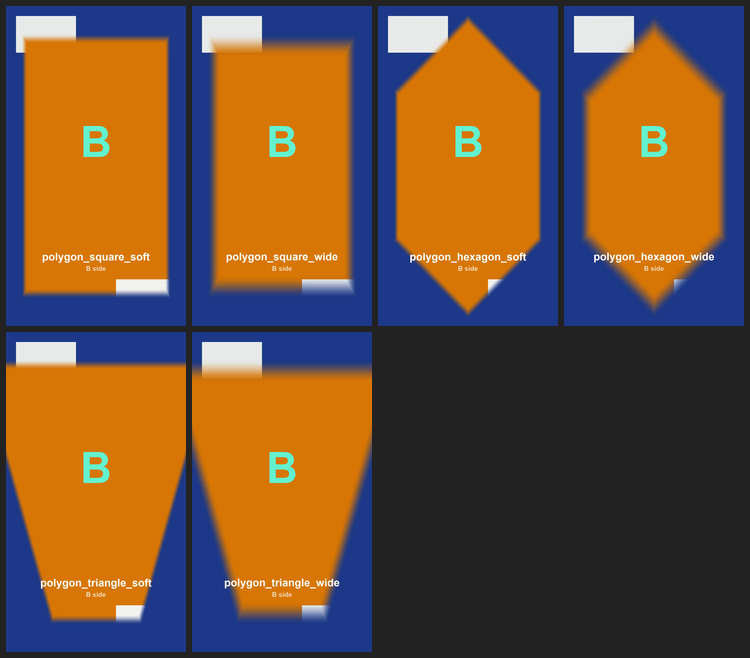 B
polygon_square_soft
B side
B
polygon_square_wide
B side
B
polygon_hexagon_soft
B side
B
polygon_hexagon_wide
B side
B
polygon_triangle_soft
B side
B
polygon_triangle_wide
B side